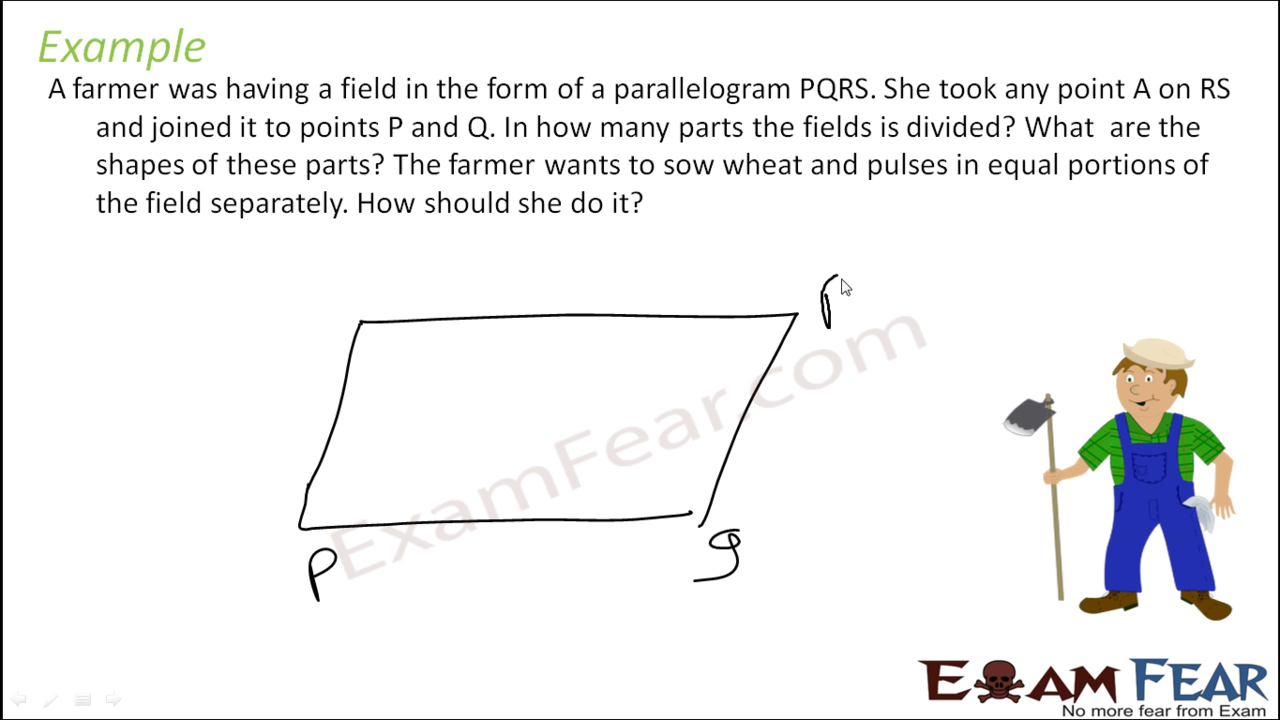 Example
A farmer was having a field in the form of a parallelogram PQRS. She took any point A on RS
and joined it to points P and Q. In how many parts the fields is divided? What are the
shapes of these parts? The farmer wants to sow wheat and pulses in equal portions of
the field separately. How should she do it?
ExamFear.com
P
EXAM FEAR
No more fear from Exam